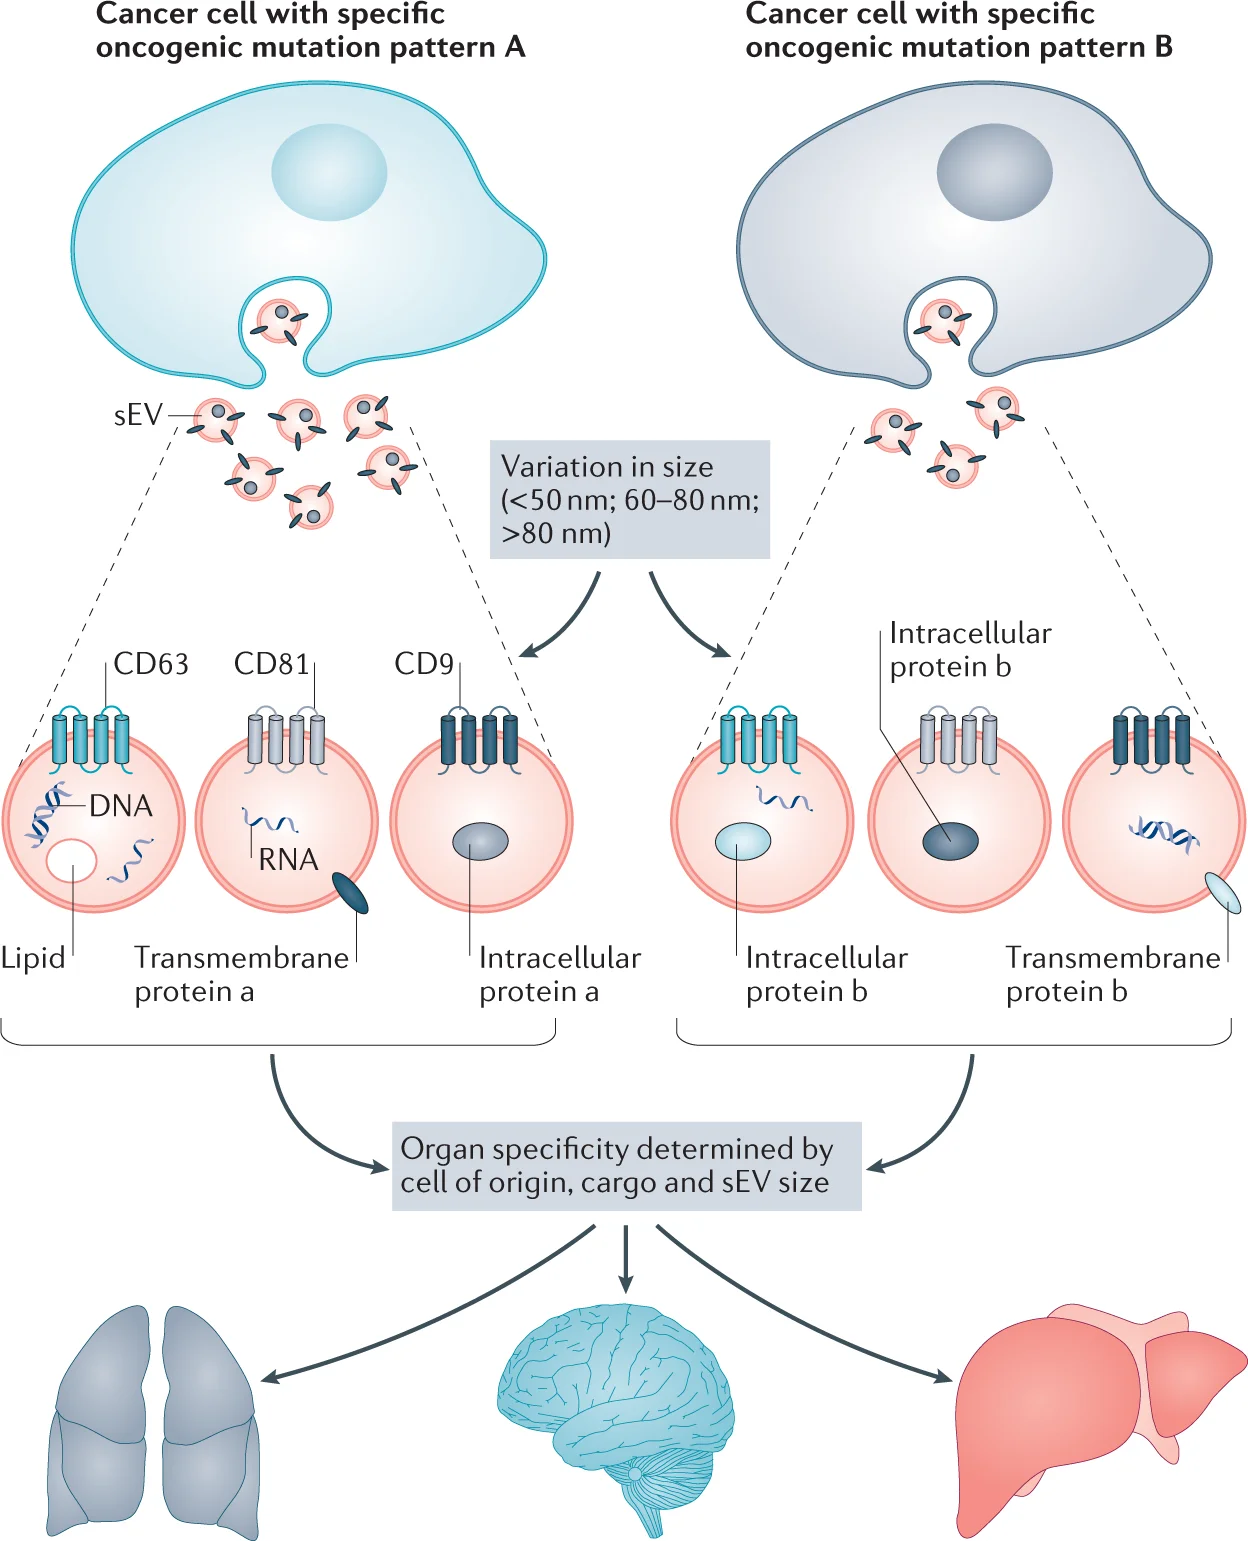 Cancer cell with specific
oncogenic mutation pattern A
Cancer cell with specific
oncogenic mutation pattern B
sEV
Variation in size
(<50 nm; 60–80 nm;
>80 nm)
Intracellular
protein b
CD63
CD81
CD9
DNA
RNA
Lipid
Transmembrane
protein a
Intracellular
protein a
Intracellular
protein b
Transmembrane
protein b
Organ specificity determined by
cell of origin, cargo and sEV size